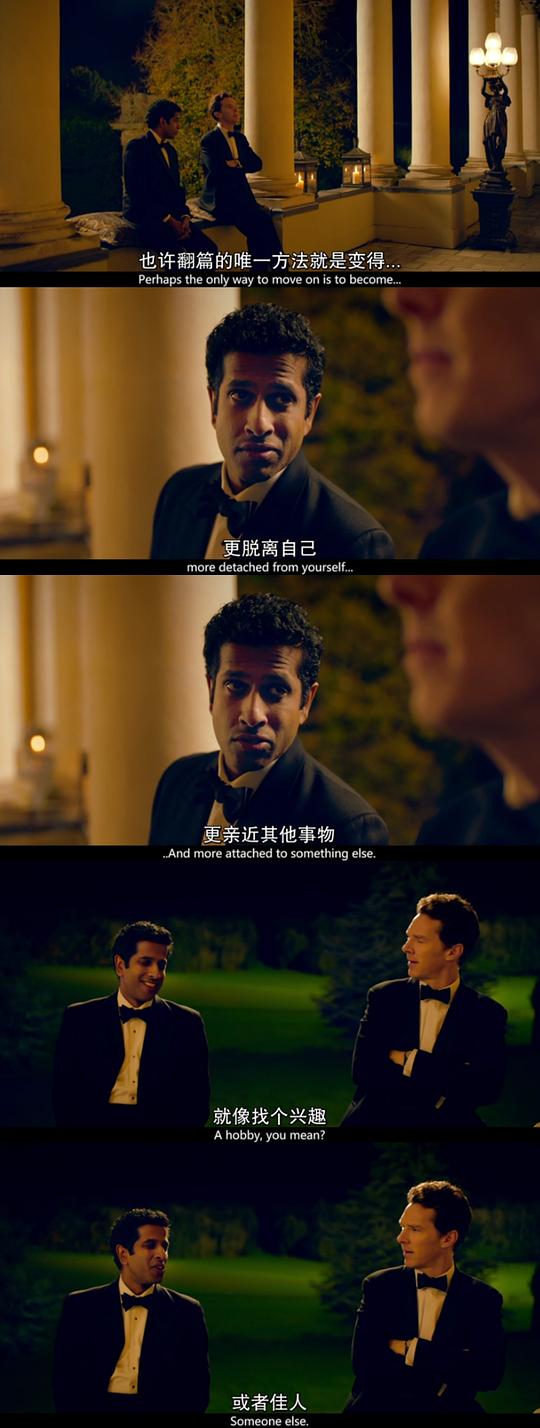 也许翻篇的唯一方法就是变得...
Perhaps the only way to move on is to become...
更脱离自己
more detached from yourself...
更亲近其他事物
..And more attached to something else.
就像找个兴趣
A hobby, you mean?
或者佳人
Someone else.